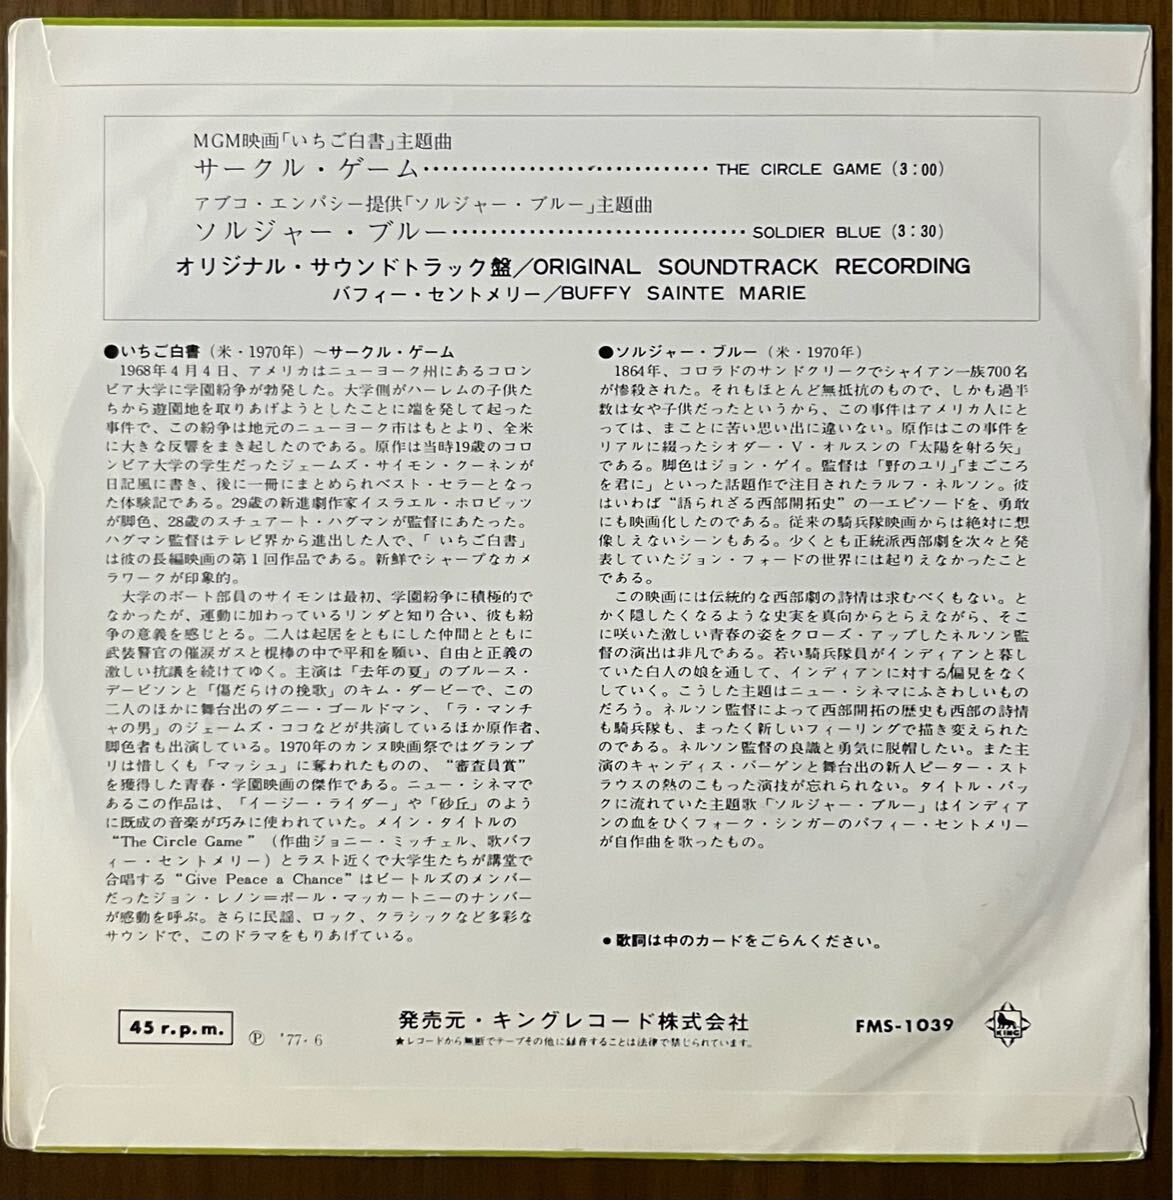 MGM映画「いちご白書」主題曲
サークル・ゲーム……………………… THE CIRCLE GAME (3:00)
アブコ・エンパシー提供「ソルジャー・ブルー」主題曲
ソルジャー・ブルー……………………… SOLDIER BLUE (3:30)
オリジナル・サウンドトラック盤/ORIGINAL SOUNDTRACK RECORDING
バフィー・セントメリー/BUFFY SAINTE MARIE
●いちご白書(米・1970年)〜サークル・ゲーム
1968年4月4日、アメリカはニューヨーク州にあるコロン
ビア大学に学園紛争が勃発した。大学側がハーレムの子供た
ちから遊園地を取りあげようとしたことに端を発して起った
事件で、この紛争は地元のニューヨーク市はもとより、全米
に大きな反響をまき起したのである。原作は当時19歳のコロ
ンビア大学の学生だったジェームズ・サイモン・クーネンが
日記風に書き、後に一冊にまとめられベスト・セラーとなっ
た体験記である。29歳の新進劇作家イスラエル・ホロビッツ
が脚色、28歳のスチュアート・ハグマンが監督にあたった。
ハグマン監督はテレビ界から進出した人で、「いちご白書」
は彼の長編映画の第1回作品である。新鮮でシャープなカメ
ラワークが印象的。
大学のボート部員のサイモンは最初、学園紛争に積極的で
なかったが、運動に加わっているリンダと知り合い、彼も紛
争の意義を感じとる。二人は起居をともにした仲間とともに
武装警官の催涙ガスと棍棒の中で平和を願い、自由と正義の
激しい抗議を続けてゆく。主演は「去年の夏」のブルース・
デービソンと「傷だらけの挽歌」のキム・ダービーで、この
二人のほかに舞台出のダニー・ゴールドマン、「ラ・マンチ
ャの男」のジェームズ・ココなどが共演しているほか原作者、
脚色者も出演している。1970年のカンヌ映画祭ではグランプ
リは惜しくも「マッシュ」に奪われたものの、“審査員賞”
を獲得した青春・学園映画の傑作である。ニュー・シネマで
あるこの作品は、「イージー・ライダー」や「砂丘」のよう
に既成の音楽が巧みに使われていた。メイン・タイトルの
“The Circle Game”(作曲ジョニー・ミッチェル、歌バフ
ィー・セントメリー)とラスト近くで大学生たちが講堂で
合唱する“Give Peace a Chance”はビートルズのメンバー
だったジョン・レノン=ポール・マッカートニーのナンバー
が感動を呼ぶ。さらに民謡、ロック、クラシックなど多彩な
サウンドで、このドラマをもりあげている。
●ソルジャー・ブルー(米・1970年)
1864年、コロラドのサンドクリークでシャイアン一族700名
が惨殺された。それもほとんど無抵抗のもので、しかも過半
数は女や子供だったというから、この事件はアメリカ人にと
っては、まことに苦い思い出に違いない。原作はこの事件を
リアルに綴ったシオダー・V・オルスンの「太陽を射る矢」
である。脚色はジョン・ゲイ。監督は「野のユリ」「まごころ
を君に」といった話題作で注目されたラルフ・ネルソン。彼
はいわば“語られざる西部開拓史”の一エピソードを、勇敢
にも映画化したのである。従来の騎兵隊映画からは絶対に想
像しえないシーンもある。少くとも正統派西部劇を次々と発
表していたジョン・フォードの世界には起りえなかったこと
である。
この映画には伝統的な西部劇の詩情は求むべくもない。と
かく隠したくなるような史実を真向からとらえながら、そこ
に咲いた激しい青春の姿をクローズ・アップしたネルソン監
督の演出は非凡である。若い騎兵隊員がインディアンと暮し
ていた白人の娘を通して、インディアンに対する偏見をなく
していく。こうした主題はニュー・シネマにふさわしいもの
だろう。ネルソン監督によって西部開拓の歴史も西部の詩情
も騎兵隊も、まったく新しいフィーリングで描き変えられた
のである。ネルソン監督の良識と勇気に脱帽したい。また主
演のキャンディス・バーゲンと舞台出の新人ピーター・スト
ラウスの熱のこもった演技が忘れられない。タイトル・バッ
クに流れていた主題歌「ソルジャー・ブルー」はインディア
ンの血をひくフォーク・シンガーのバフィー・セントメリー
が自作曲を歌ったもの。
●歌詞は中のカードをごらんください。
45 r.p.m.
Ⓟ '77・6
発売元・キングレコード株式会社
★レコードから無断でテープその他に録音することは法律で禁じられています。
FMS-1039
KING